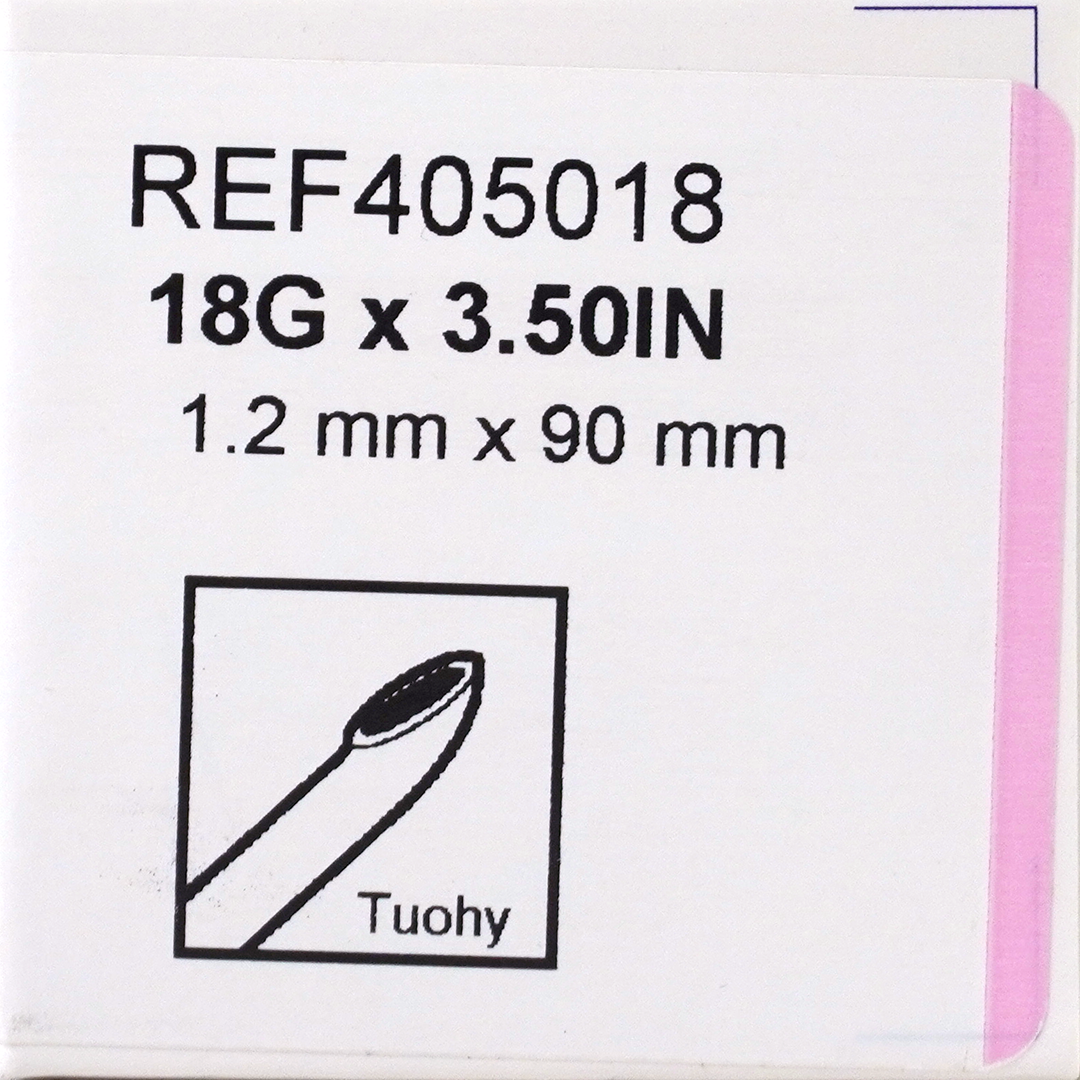 REF405018
18G x 3.50IN
1.2 mm x 90 mm
Tuohy